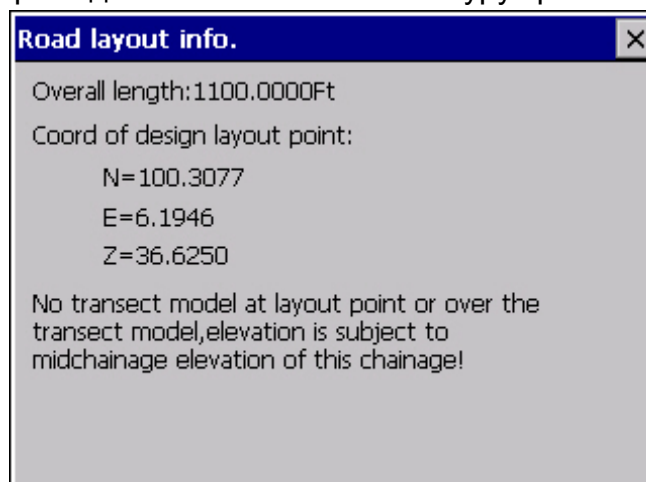 Road layout info.
Overall length:1100.0000Ft
Coord of design layout point:
N=100.3077
E=6.1946
Z=36.6250
No transect model at layout point or over the
transect model,elevation is subject to
midchainage elevation of this chainage!